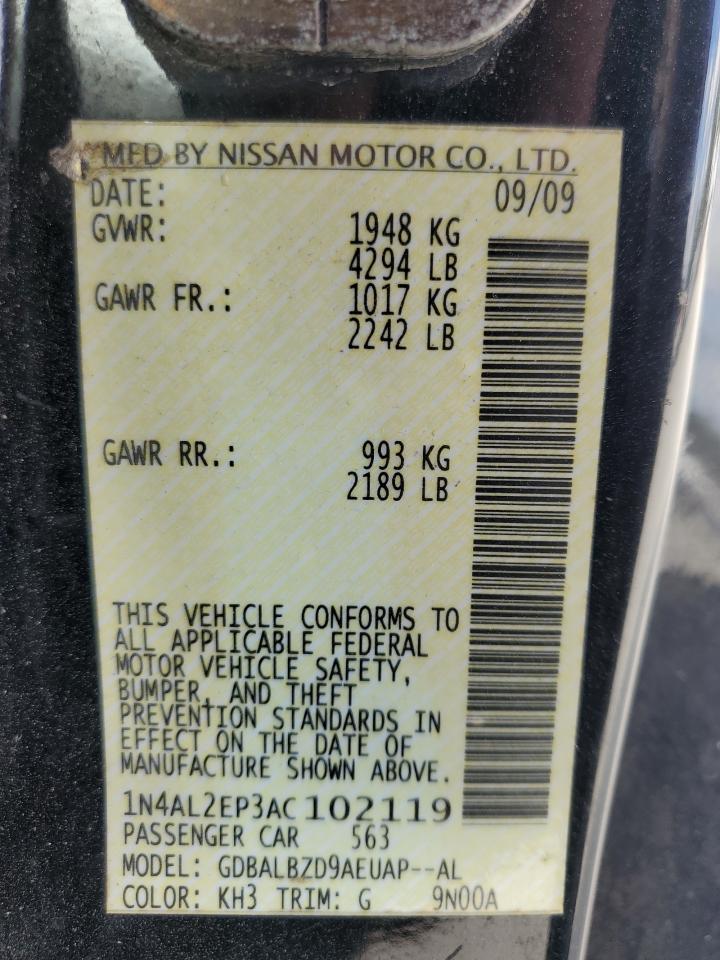 MFD BY NISSAN MOTOR CO., LTD.
DATE: 09/09
GVWR: 1948 KG
4294 LB
GAWR FR.: 1017 KG
2242 LB
GAWR RR.: 993 KG
2189 LB
THIS VEHICLE CONFORMS TO
ALL APPLICABLE FEDERAL
MOTOR VEHICLE SAFETY,
BUMPER, AND THEFT
PREVENTION STANDARDS IN
EFFECT ON THE DATE OF
MANUFACTURE SHOWN ABOVE.
1N4AL2EP3AC102119
PASSENGER CAR 563
MODEL: GDBALBZD9AEUAP--AL
COLOR: KH3 TRIM: G 9N00A